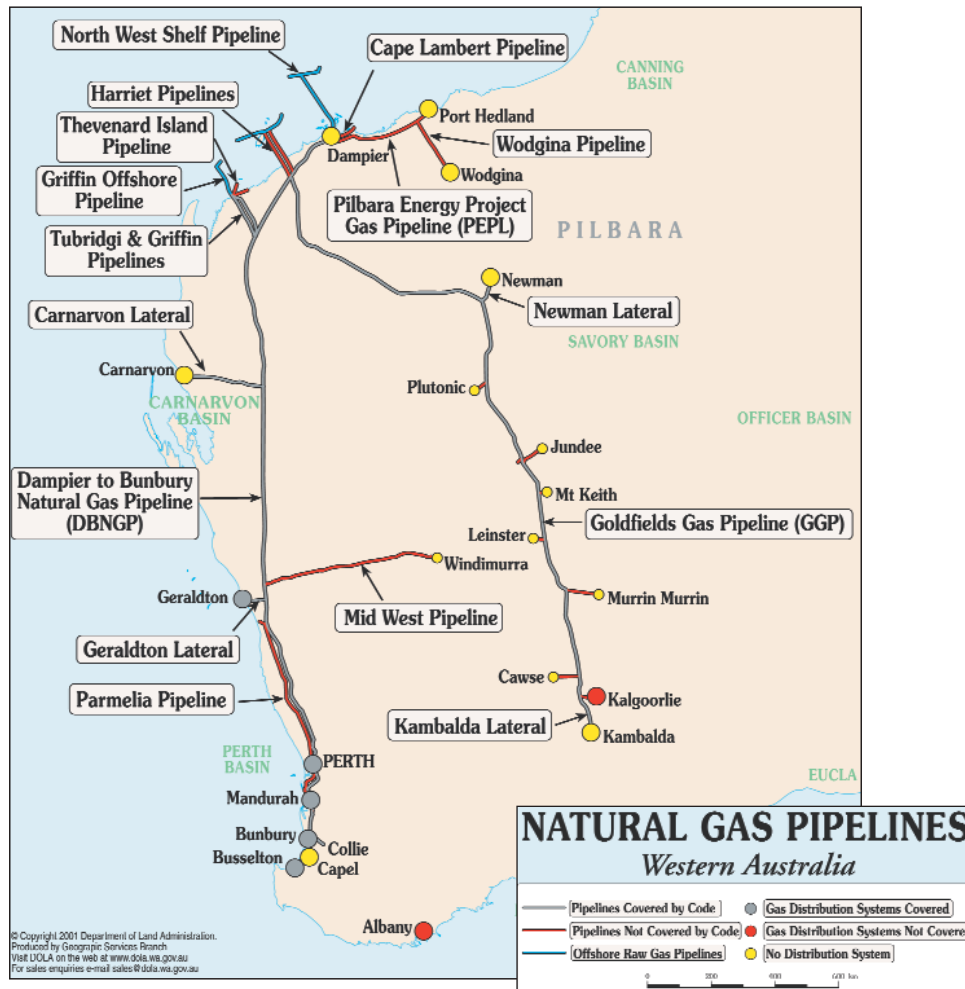 North West Shelf Pipeline
Cape Lambert Pipeline
CANNING
BASIN
Harriet Pipelines
Port Hedland
Thevenard Island
Pipeline
Wodgina Pipeline
Dampier
Griffin Offshore
Pipeline
Wodgina
Pilbara Energy Project
Gas Pipeline (PEPL)
PILBARA
Tubridgi & Griffin
Pipelines
Newman
Carnarvon Lateral
Newman Lateral
SAVORY BASIN
Carnarvon
Plutonic
CARNARVON
BASIN
OFFICER BASIN
Jundee
Dampier to Bunbury
Natural Gas Pipeline
(DBNGP)
Mt Keith
Goldfields Gas Pipeline (GGP)
Leinster
Windimurra
Geraldton
Murrin Murrin
Mid West Pipeline
Geraldton Lateral
Cawse
Parmelia Pipeline
Kalgoorlie
Kambalda Lateral
Kambalda
PERTH
BASIN
PERTH
EUCLA
Mandurah
Bunbury
Collie
Busselton
Capel
Albany
NATURAL GAS PIPELINES
Western Australia
Pipelines Covered by Code
Gas Distribution Systems Covered
Pipelines Not Covered by Code
Gas Distribution Systems Not Covere
Offshore Raw Gas Pipelines
No Distribution System
0 200 400 600 km
© Copyright 2001 Department of Land Administration.
Produced by Geograpic Services Branch
Visit DOLA on the web at www.dola.wa.gov.au
For sales enquiries e-mail sales@dola.wa.gov.au